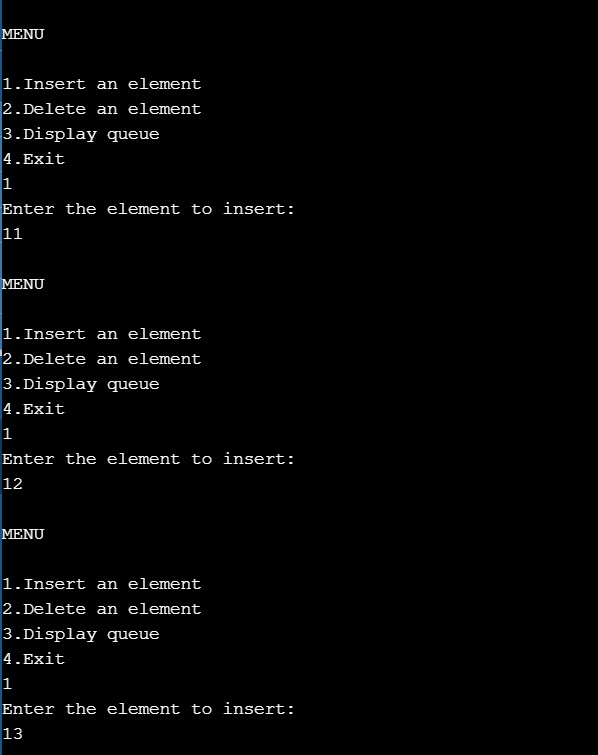 MENU
1.Insert an element
2.Delete an element
3.Display queue
4.Exit
1
Enter the element to insert:
11
MENU
1.Insert an element
2.Delete an element
3.Display queue
4.Exit
1
Enter the element to insert:
12
MENU
1.Insert an element
2.Delete an element
3.Display queue
4.Exit
1
Enter the element to insert:
13